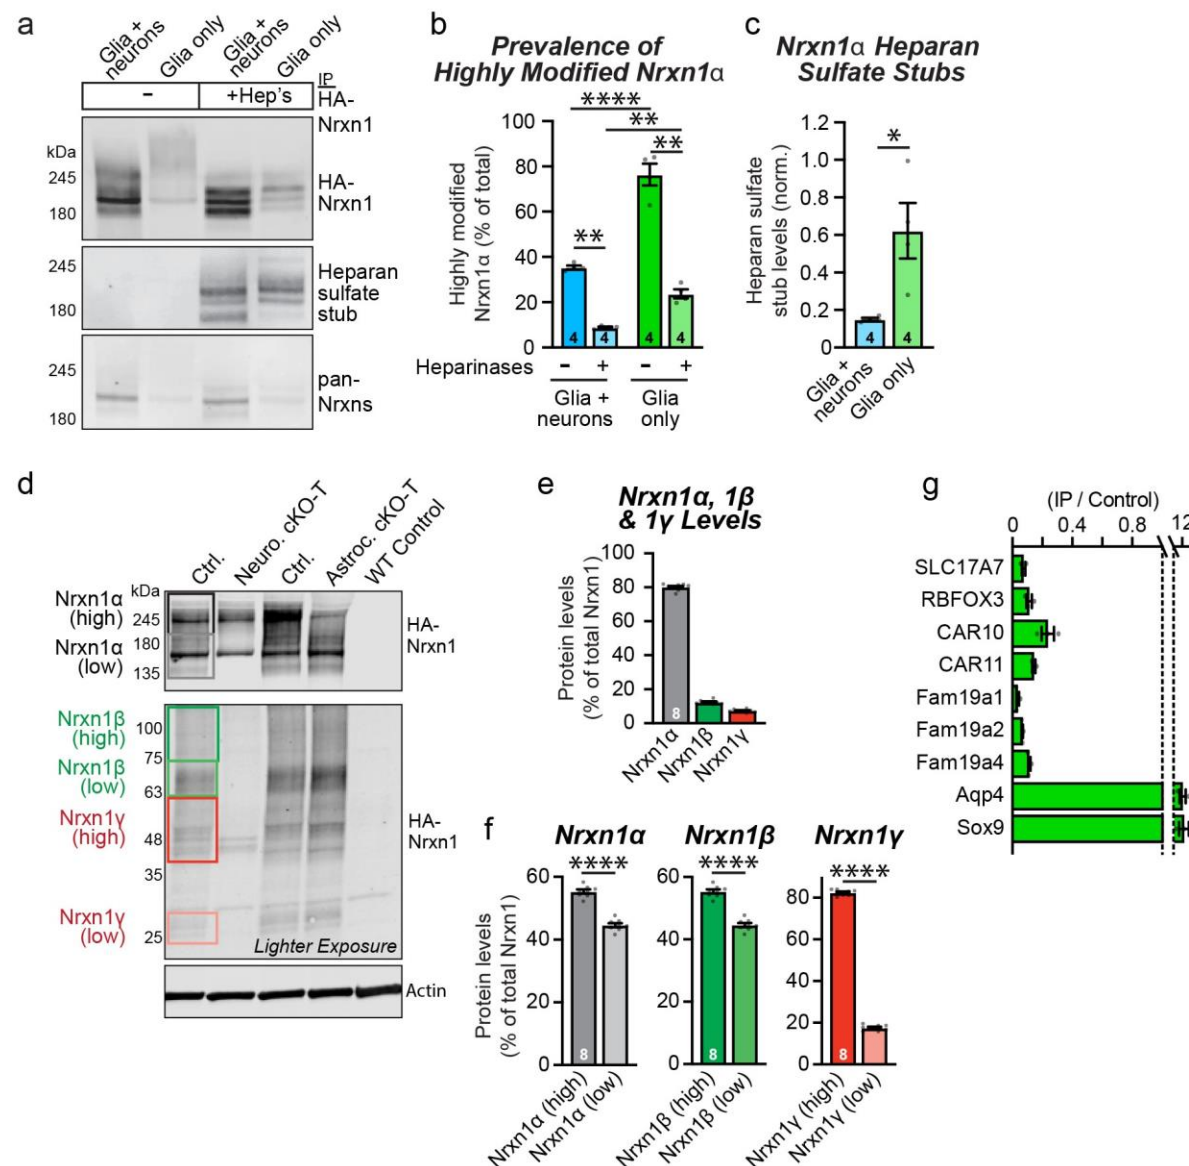 a
Glia +
neurons
Glia only
Glia +
neurons
Glia only
–
+Hep's
IP
HA-
Nrxn1
kDa
245
180
HA-
Nrxn1
245
180
Heparan
sulfate
stub
245
180
pan-
Nrxns
b
Prevalence of
Highly Modified Nrxn1α
****
**
**
**
Highly modified
Nrxn1α (% of total)
100
80
60
40
20
0
4
4
4
4
Heparinases
–
+
–
+
Glia +
neurons
Glia
only
c
Nrxn1α Heparan
Sulfate Stubs
*
Heparan sulfate
stub levels (norm.)
1.2
1.0
0.8
0.6
0.4
0.2
0
4
4
Glia +
neurons
Glia only
d
Ctrl.
Neuro. cKO-T
Ctrl.
Astroc. cKO-T
WT Control
kDa
Nrxn1α
(high)
Nrxn1α
(low)
245
180
135
HA-
Nrxn1
Nrxn1β
(high)
Nrxn1β
(low)
Nrxn1γ
(high)
Nrxn1γ
(low)
100
75
63
48
35
25
HA-
Nrxn1
Lighter Exposure
Actin
e
Nrxn1α, 1β
& 1γ Levels
Protein levels
(% of total Nrxn1)
100
80
60
40
20
0
8
Nrxn1α
Nrxn1β
Nrxn1γ
f
Nrxn1α
****
Protein levels
(% of total Nrxn1)
60
40
20
0
8
Nrxn1α (high)
Nrxn1α (low)
Nrxn1β
****
60
40
20
0
8
Nrxn1β (high)
Nrxn1β (low)
Nrxn1γ
****
80
60
40
20
0
8
Nrxn1γ (high)
Nrxn1γ (low)
g
(IP / Control)
0
0.4
0.8
12
SLC17A7
RBFOX3
CAR10
CAR11
Fam19a1
Fam19a2
Fam19a4
Aqp4
Sox9